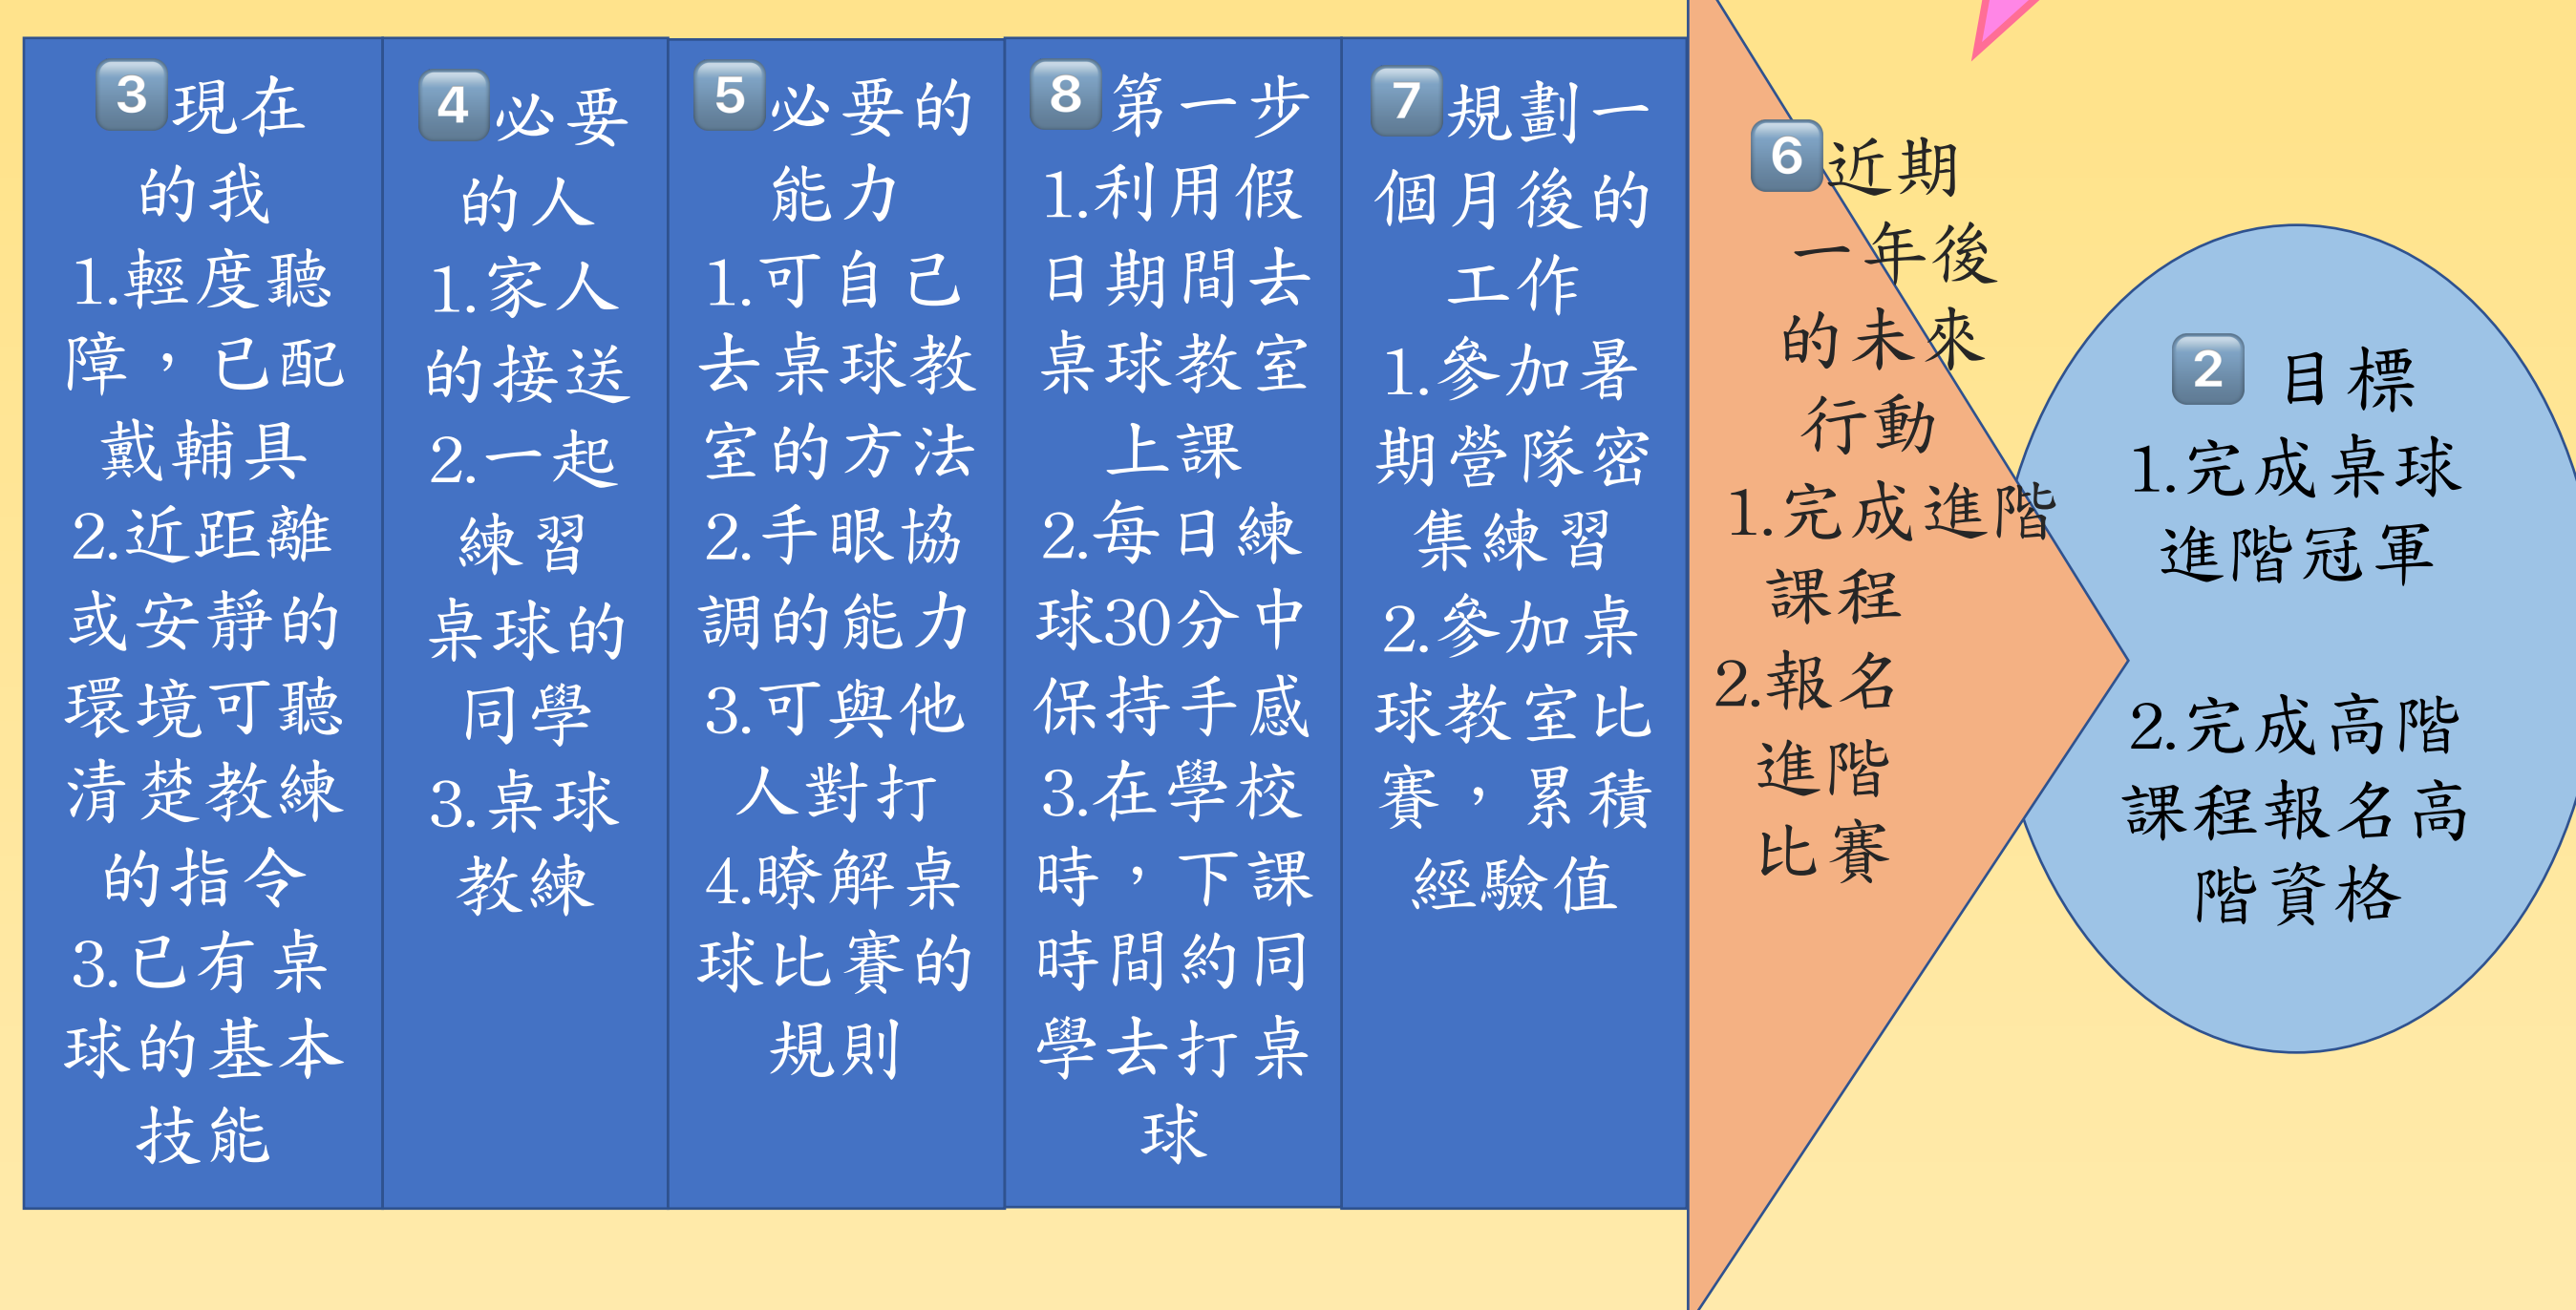 3現在
的我
1.輕度聽
障，已配
戴輔具
2.近距離
或安靜的
環境可聽
清楚教練
的指令
3.已有桌
球的基本
技能
4必要
的人
1.家人
的接送
2.一起
練習
桌球的
同學
3.桌球
教練
5必要的
能力
1.可自己
去桌球教
室的方法
2.手眼協
調的能力
3.可與他
人對打
4.瞭解桌
球比賽的
規則
8第一步
1.利用假
日期間去
桌球教室
上課
2.每日練
球30分中
保持手感
3.在學校
時，下課
時間約同
學去打桌
球
7規劃一
個月後的
工作
1.參加暑
期營隊密
集練習
2.參加桌
球教室比
賽，累積
經驗值
6近期
一年後
的未來
行動
1.完成進階
課程
2.報名
進階
比賽
2 目標
1.完成桌球
進階冠軍
2.完成高階
課程報名高
階資格